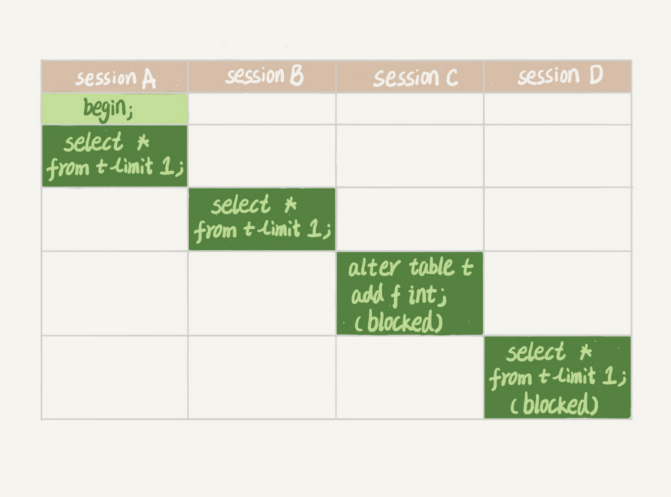 session A
session B
session C
session D
begin;
select *
from t limit 1;
select *
from t limit 1;
alter table t
add f int;
(blocked)
select *
from t limit 1;
(blocked)